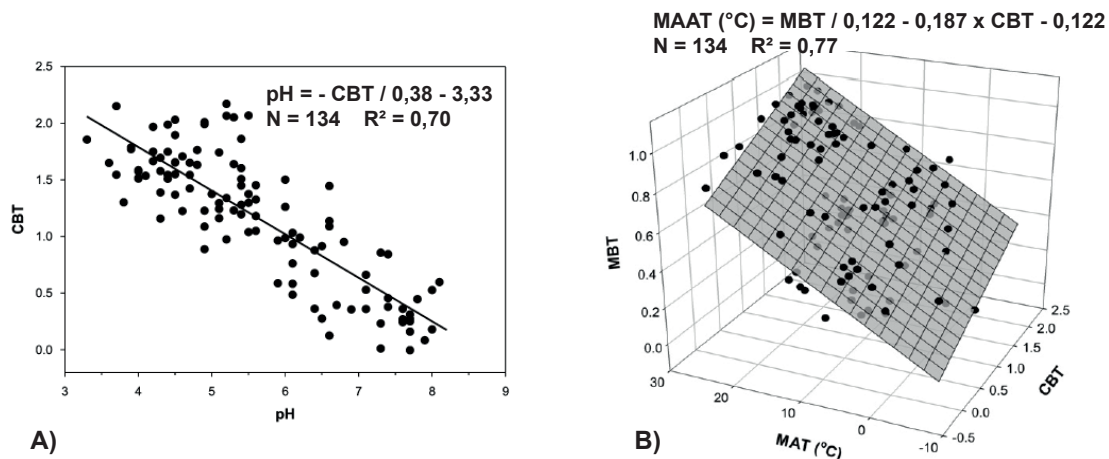 MAAT (°C) = MBT / 0,122 - 0,187 x CBT - 0,122
N = 134 R² = 0,77
2.5
2.0
1.5
1.0
0.5
0.0
CBT
pH = - CBT / 0,38 - 3,33
N = 134 R² = 0,70
3 4 5 6 7 8 9
pH
A)
1.0
0.8
0.6
0.4
0.2
0.0
MBT
30
20
10
0
-10
MAT (°C)
2.5
2.0
1.5
1.0
0.5
0.0
-0.5
CBT
B)